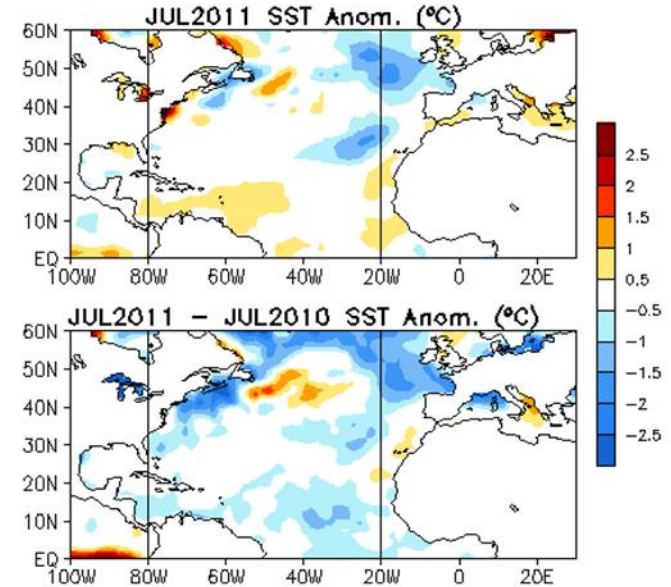 JUL2011 SST Anom. (ºC)
60N
50N
40N
30N
20N
10N
EQ
100W 80W 60W 40W 20W 0 20E
2.5
2
1.5
1
0.5
-0.5
-1
-1.5
-2
-2.5
JUL2011 - JUL2010 SST Anom. (ºC)
60N
50N
40N
30N
20N
10N
EQ
100W 80W 60W 40W 20W 0 20E